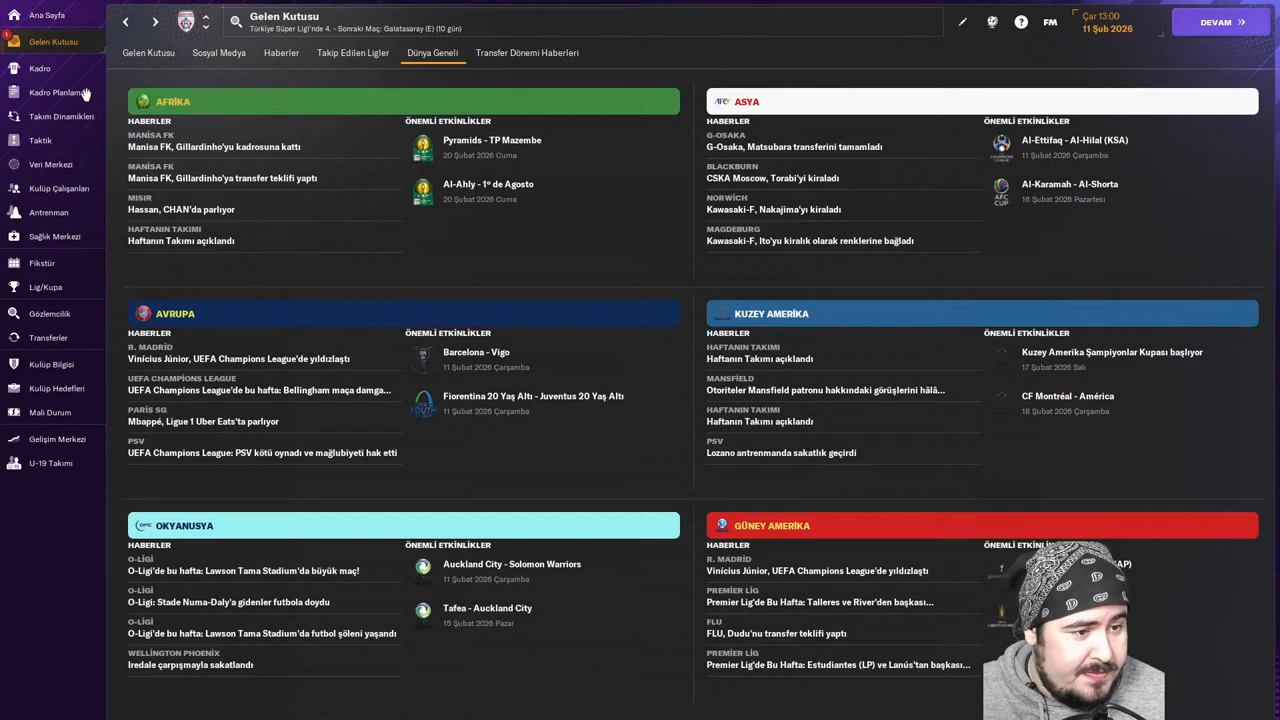 Ana Sayfa
1
Gelen Kutusu
Kadro
Kadro Planlama
Takım Dinamikleri
Taktik
Veri Merkezi
Kulüp Çalışanları
Antrenman
Sağlık Merkezi
Fikstür
Lig/Kupa
Gözlemcilik
Transferler
Kulüp Bilgisi
Kulüp Hedefleri
Mali Durum
Gelişim Merkezi
U-19 Takımı
Gelen Kutusu
Türkiye Süper Ligi'nde 4. - Sonraki Maç: Galatasaray (E) (10 gün)
?
FM
Çar 13:00
11 Şub 2026
DEVAM
Gelen Kutusu
Sosyal Medya
Haberler
Takip Edilen Ligler
Dünya Geneli
Transfer Dönemi Haberleri
AFRİKA
HABERLER
MANİSA FK
Manisa FK, Gillardinho'yu kadrosuna kattı
MANİSA FK
Manisa FK, Gillardinho'ya transfer teklifi yaptı
MISIR
Hassan, CHAN'da parlıyor
HAFTANIN TAKIMI
Haftanın Takımı açıklandı
ÖNEMLİ ETKİNLİKLER
Pyramids - TP Mazembe
20 Şubat 2026 Cuma
Al-Ahly - 1º de Agosto
20 Şubat 2026 Cuma
AFC
ASYA
HABERLER
G-OSAKA
G-Osaka, Matsubara transferini tamamladı
BLACKBURN
CSKA Moscow, Torabi'yi kiraladı
NORWİCH
Kawasaki-F, Nakajima'yı kiraladı
MAGDEBURG
Kawasaki-F, Ito'yu kiralık olarak renklerine bağladı
ÖNEMLİ ETKİNLİKLER
Al-Ettifaq - Al-Hilal (KSA)
11 Şubat 2026 Çarşamba
AFC CUP
Al-Karamah - Al-Shorta
16 Şubat 2026 Pazartesi
AVRUPA
HABERLER
R. MADRİD
Vinícius Júnior, UEFA Champions League'de yıldızlaştı
UEFA CHAMPİONS LEAGUE
UEFA Champions League'de bu hafta: Bellingham maça damga...
PARİS SG
Mbappé, Ligue 1 Uber Eats'ta parlıyor
PSV
UEFA Champions League: PSV kötü oynadı ve mağlubiyeti hak etti
ÖNEMLİ ETKİNLİKLER
Barcelona - Vigo
11 Şubat 2026 Çarşamba
Fiorentina 20 Yaş Altı - Juventus 20 Yaş Altı
11 Şubat 2026 Çarşamba
KUZEY AMERİKA
HABERLER
HAFTANIN TAKIMI
Haftanın Takımı açıklandı
MANSFİELD
Otoriteler Mansfield patronu hakkındaki görüşlerini hâlâ...
HAFTANIN TAKIMI
Haftanın Takımı açıklandı
PSV
Lozano antrenmanda sakatlık geçirdi
ÖNEMLİ ETKİNLİKLER
Kuzey Amerika Şampiyonlar Kupası başlıyor
17 Şubat 2026 Salı
CF Montréal - América
18 Şubat 2026 Çarşamba
OFC
OKYANUSYA
HABERLER
O-LİGİ
O-Ligi'de bu hafta: Lawson Tama Stadium'da büyük maç!
O-LİGİ
O-Ligi: Stade Numa-Daly'a gidenler futbola doydu
O-LİGİ
O-Ligi'de bu hafta: Lawson Tama Stadium'da futbol şöleni yaşandı
WELLİNGTON PHOENİX
Iredale çarpışmayla sakatlandı
ÖNEMLİ ETKİNLİKLER
Auckland City - Solomon Warriors
11 Şubat 2026 Çarşamba
Tafea - Auckland City
15 Şubat 2026 Pazar
GÜNEY AMERİKA
HABERLER
R. MADRİD
Vinícius Júnior, UEFA Champions League'de yıldızlaştı
PREMİER LİG
Premier Lig'de Bu Hafta: Talleres ve River'den başkası...
FLU
FLU, Dudu'nu transfer teklifi yaptı
PREMİER LİG
Premier Lig'de Bu Hafta: Estudiantes (LP) ve Lanús'tan başkası...
ÖNEMLİ